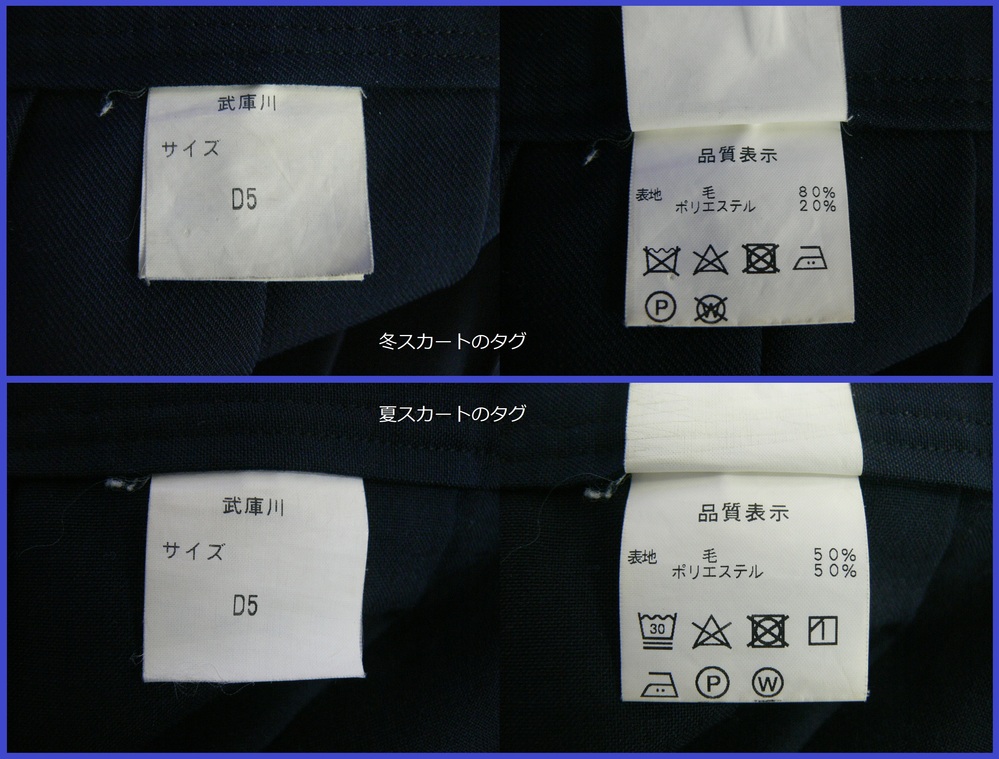 武庫川
サイズ
D5
品質表示
表地 毛 80%
ポリエステル 20%
P
W
冬スカートのタグ
夏スカートのタグ
武庫川
サイズ
D5
品質表示
表地 毛 50%
ポリエステル 50%
30
P
W